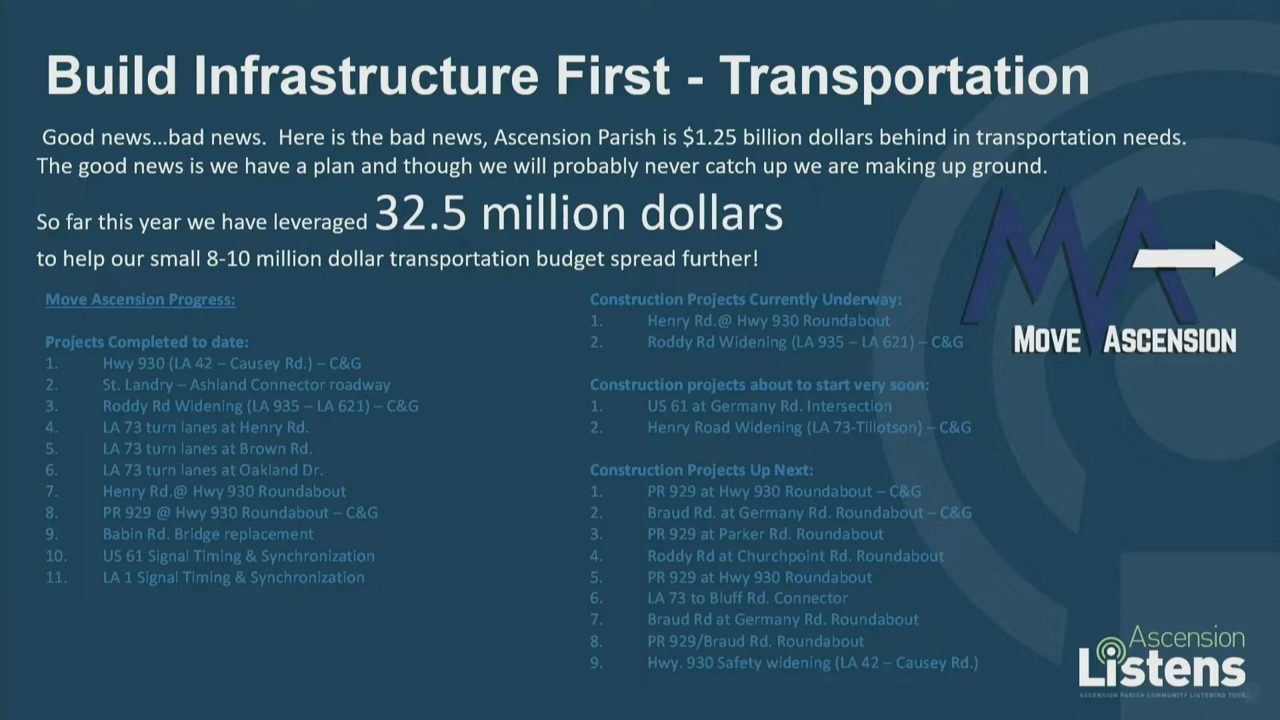 Build Infrastructure First - Transportation
Good news...bad news.  Here is the bad news, Ascension Parish is $1.25 billion dollars behind in transportation needs.
The good news is we have a plan and though we will probably never catch up we are making up ground.
So far this year we have leveraged 32.5 million dollars
to help our small 8-10 million dollar transportation budget spread further!
Move Ascension Progress:
Projects Completed to date:
1. Hwy 930 (LA 42 – Causey Rd.) – C&G
2. St. Landry – Ashland Connector roadway
3. Roddy Rd Widening (LA 935 – LA 621) – C&G
4. LA 73 turn lanes at Henry Rd.
5. LA 73 turn lanes at Brown Rd.
6. LA 73 turn lanes at Oakland Dr.
7. Henry Rd.@ Hwy 930 Roundabout
8. PR 929 @ Hwy 930 Roundabout – C&G
9. Babin Rd. Bridge replacement
10. US 61 Signal Timing & Synchronization
11. LA 1 Signal Timing & Synchronization
Construction Projects Currently Underway:
1. Henry Rd.@ Hwy 930 Roundabout
2. Roddy Rd Widening (LA 935 – LA 621) – C&G
Construction projects about to start very soon:
1. US 61 at Germany Rd. Intersection
2. Henry Road Widening (LA 73-Tillotson) – C&G
Construction Projects Up Next:
1. PR 929 at Hwy 930 Roundabout – C&G
2. Braud Rd. at Germany Rd. Roundabout – C&G
3. PR 929 at Parker Rd. Roundabout
4. Roddy Rd at Churchpoint Rd. Roundabout
5. PR 929 at Hwy 930 Roundabout
6. LA 73 to Bluff Rd. Connector
7. Braud Rd at Germany Rd. Roundabout
8. PR 929/Braud Rd. Roundabout
9. Hwy. 930 Safety widening (LA 42 – Causey Rd.)
MA
MOVE ASCENSION
Ascension
Listens
ASCENSION PARISH COMMUNITY LISTENING TOUR